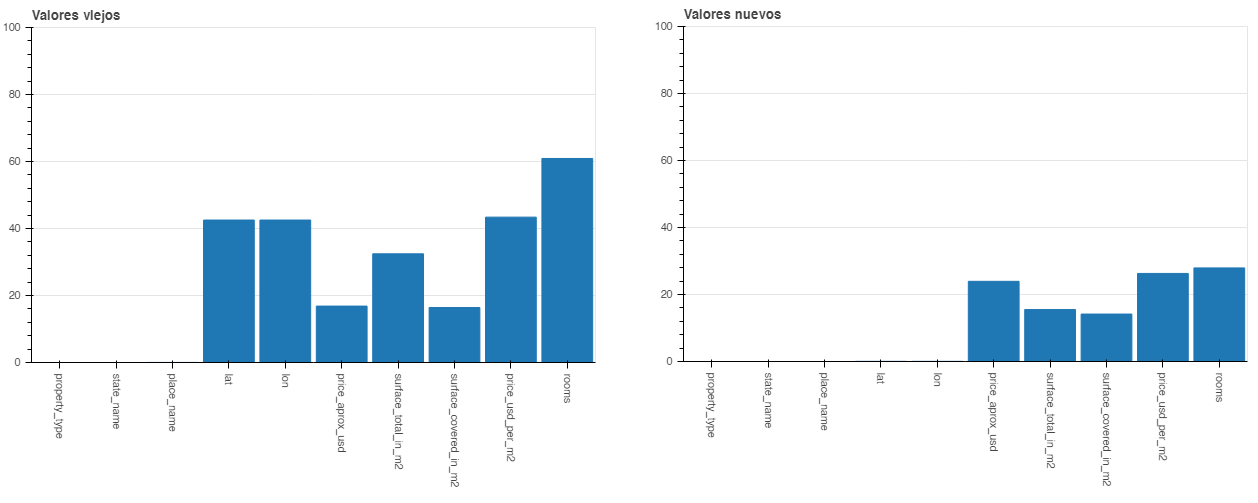 Valores viejos
100
80
60
40
20
0
property_type
state_name
place_name
lat
lon
price_aprox_usd
surface_total_in_m2
surface_covered_in_m2
price_usd_per_m2
rooms
Valores nuevos
100
80
60
40
20
0
property_type
state_name
place_name
lat
lon
price_aprox_usd
surface_total_in_m2
surface_covered_in_m2
price_usd_per_m2
rooms